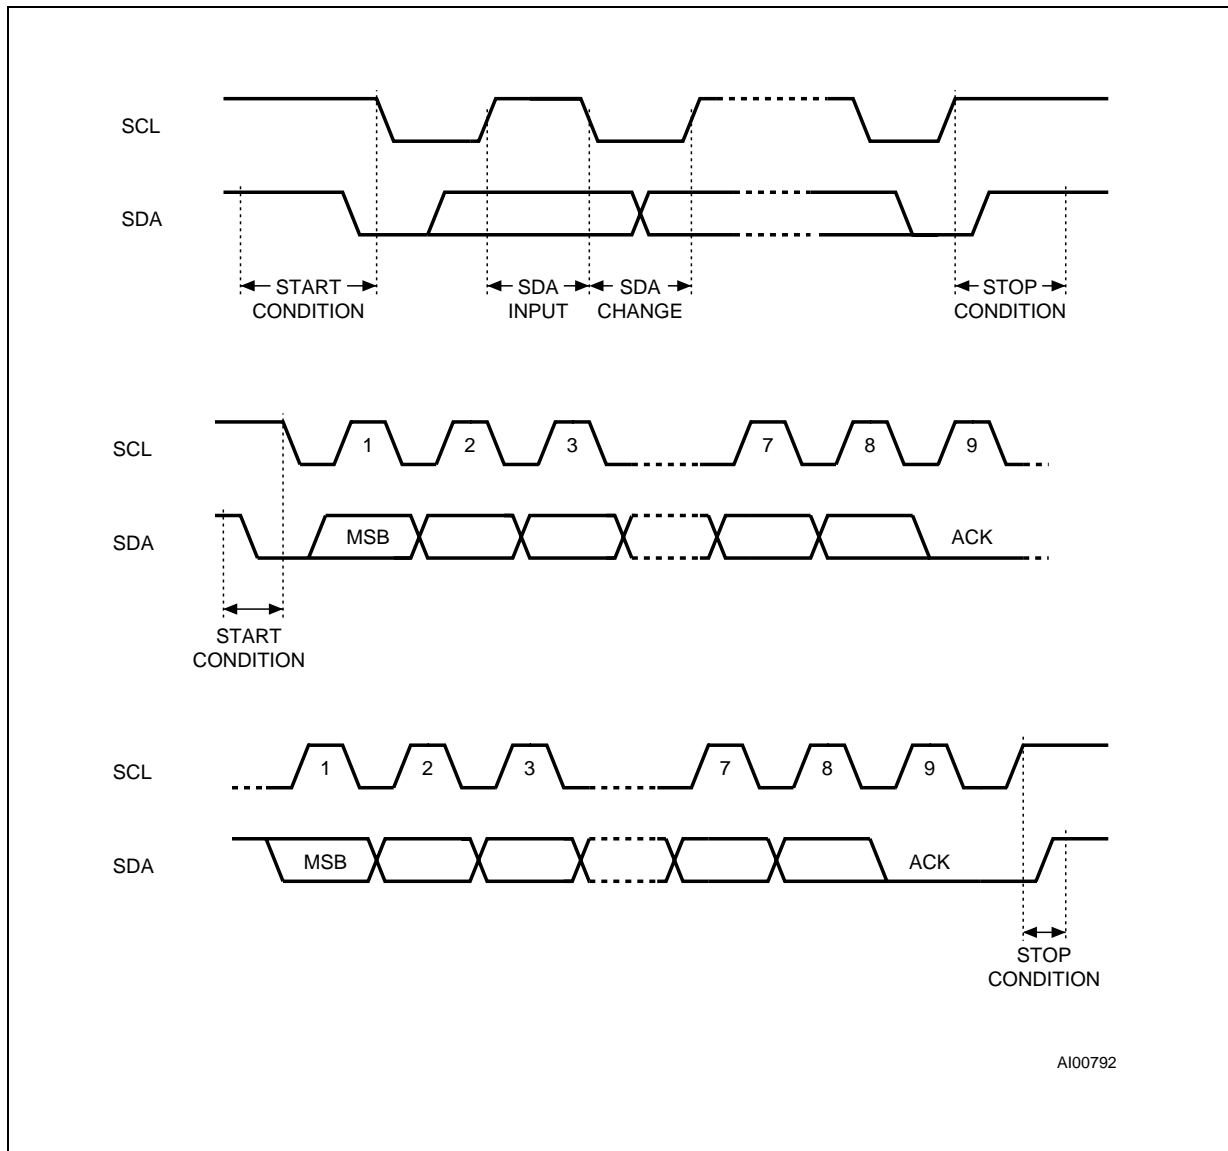 SCL
SDA
START
CONDITION
SDA
INPUT
SDA
CHANGE
STOP
CONDITION
SCL
1 2 3 7 8 9
SDA
MSB ACK
START
CONDITION
SCL
1 2 3 7 8 9
SDA
MSB ACK
STOP
CONDITION
AI00792